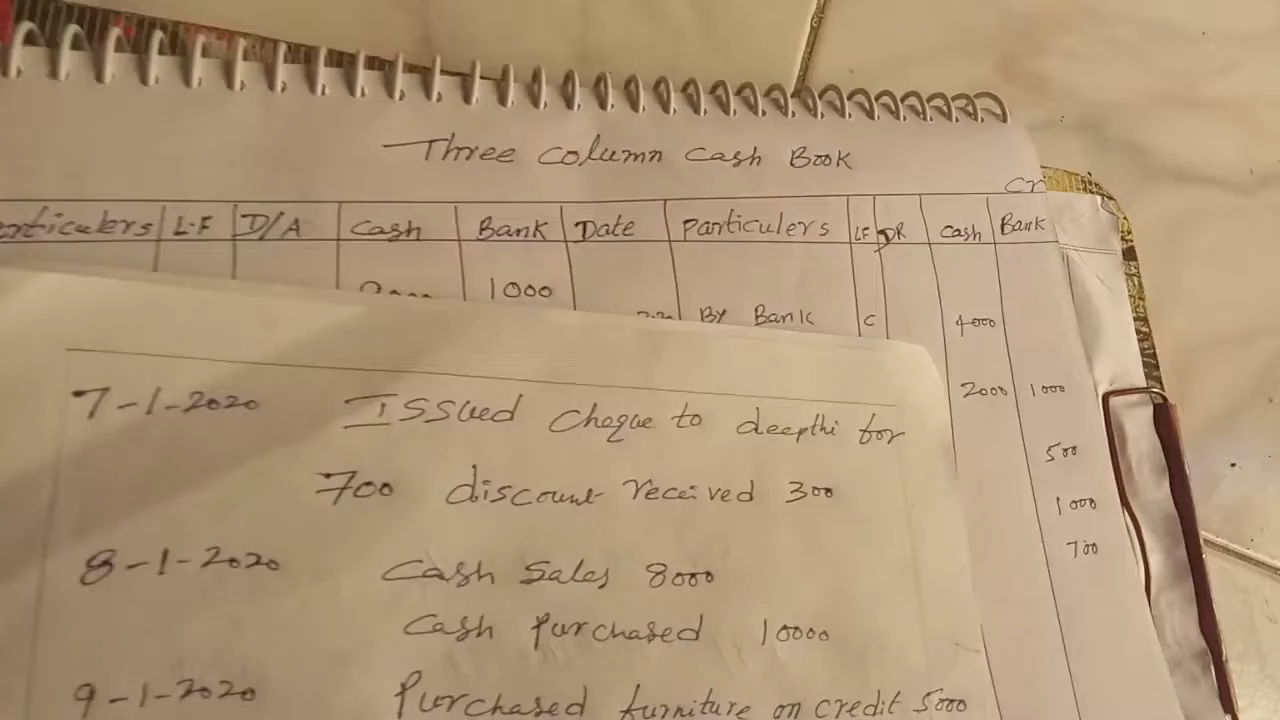 Three column cash Book
cr
rticulers L.F D/A cash Bank Date particulers LF DR cash Bank
1000
By Bank C 4000
2000 1000
500
1000
700
7-1-2020 Issued cheque to deepthi for
700 discount received 300
8-1-2020 cash sales 8000
cash purchased 10000
9-1-2020 purchased furniture on credit 5000